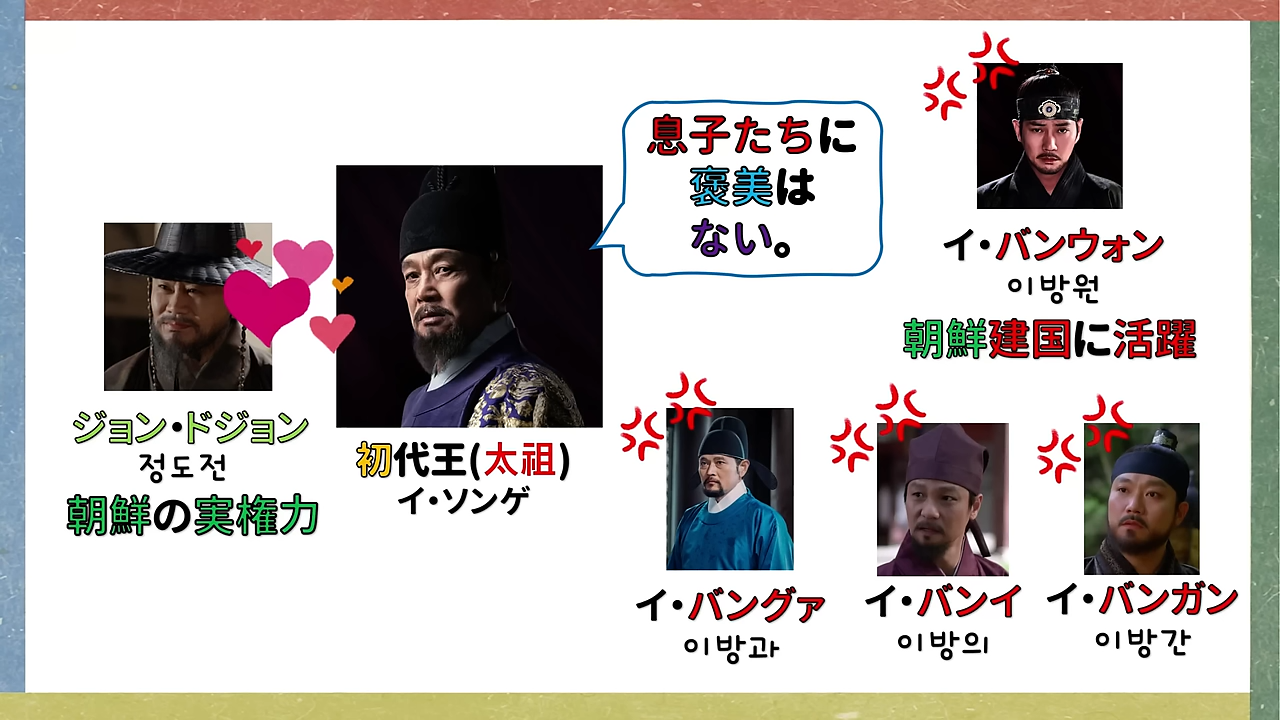 息子たちに
褒美は
ない。
ジョン・ドジョン
정도전
朝鮮の実権力
初代王(太祖)
イ・ソンゲ
イ・バンウォン
이방원
朝鮮建国に活躍
イ・バングァ
이방과
イ・バンイ
이방의
イ・バンガン
이방간